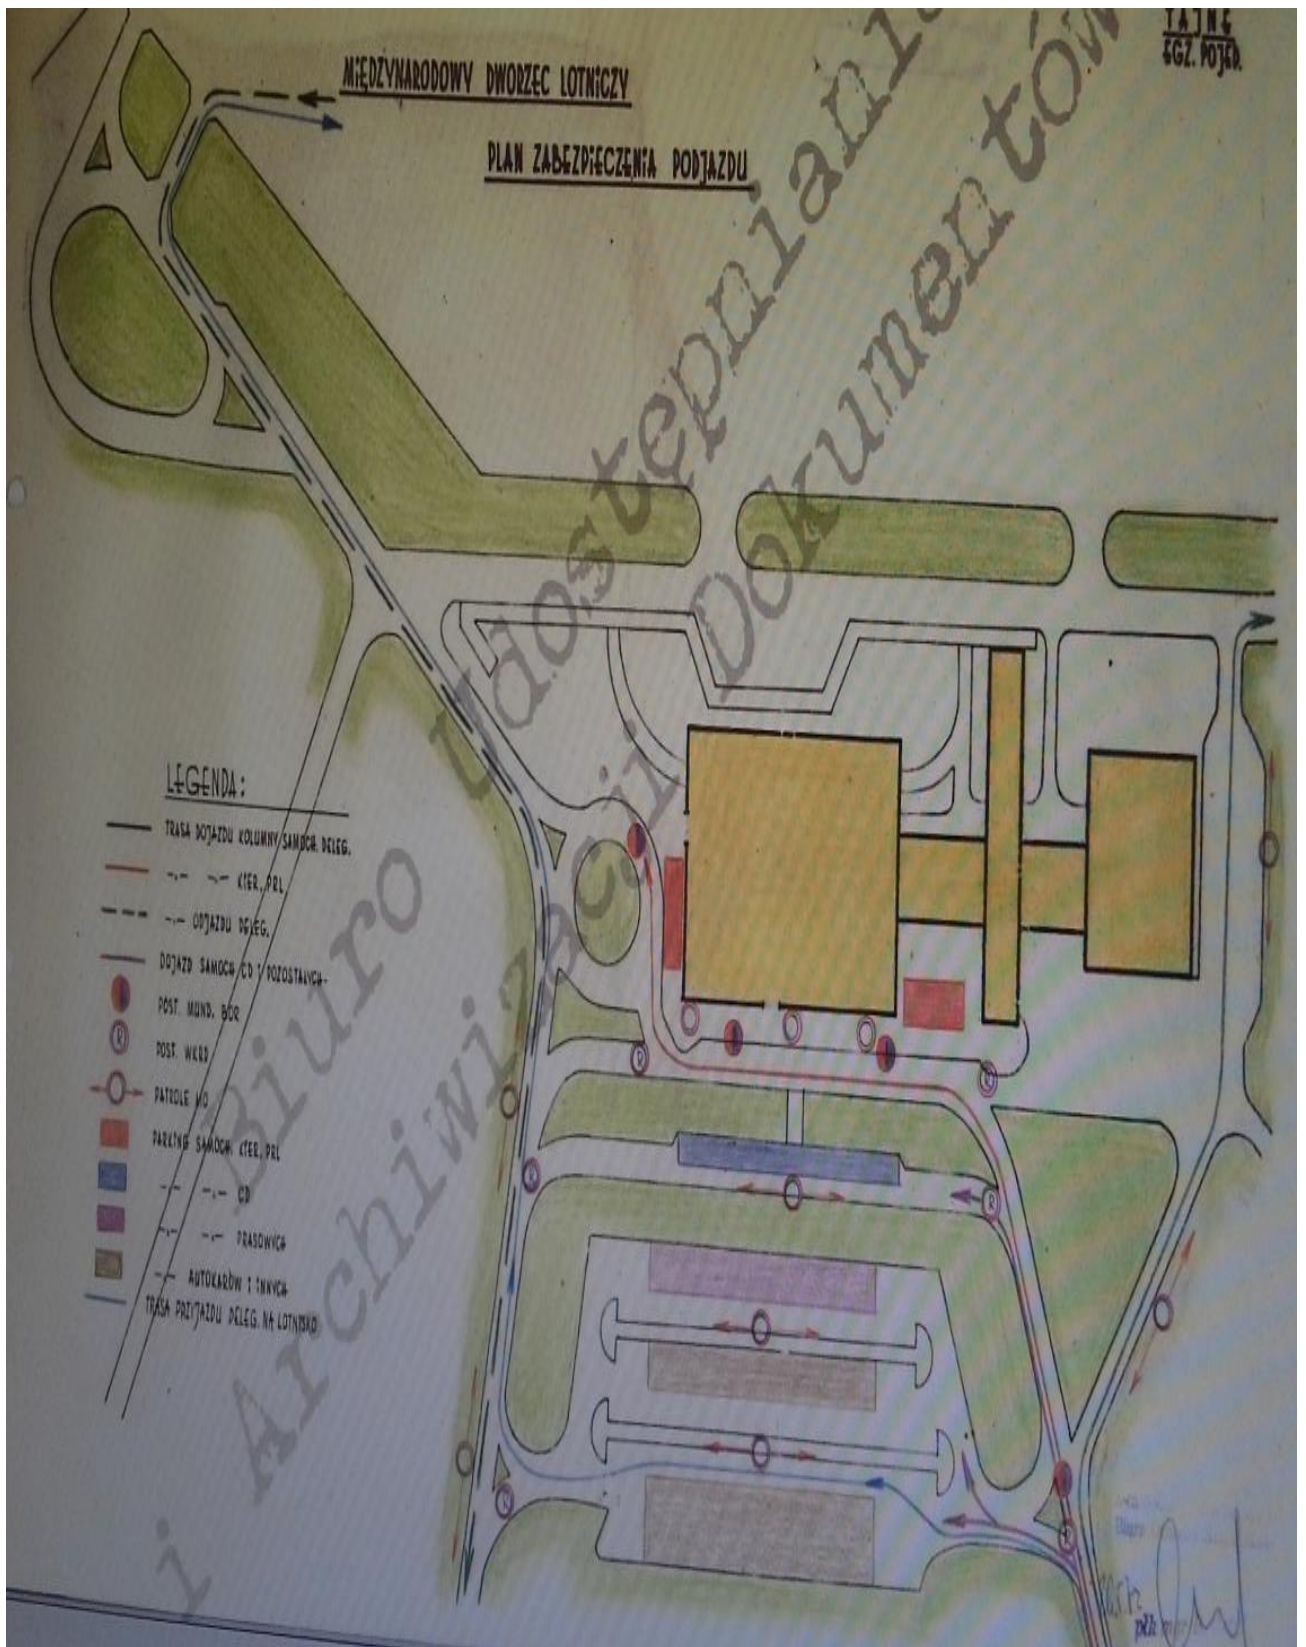 TAJNE
EGZ. POJED.
MIĘDZYNARODOWY DWORZEC LOTNICZY
PLAN ZABEZPIECZENIA PODJAZDU
Biuro Udostępniania
i Archiwizacji Dokumentów
LEGENDA:
TRASA DOJAZDU KOLUMNY SAMOCH. DELEG.
-.- -.- KIER. PRL
-.- ODJAZDU DELEG.
DOJAZD SAMOCH. CD I POZOSTAŁYCH-
POST. MUND. BOR
R POST. WKRD
PATROLE MO
PARKING SAMOCH. KIER. PRL
-.- -.- CD
-.- -.- PRASOWYCH
-.- AUTOKARÓW I INNYCH
TRASA PRZYJAZDU DELEG. NA LOTNISKO
R
R
R
R
R
R